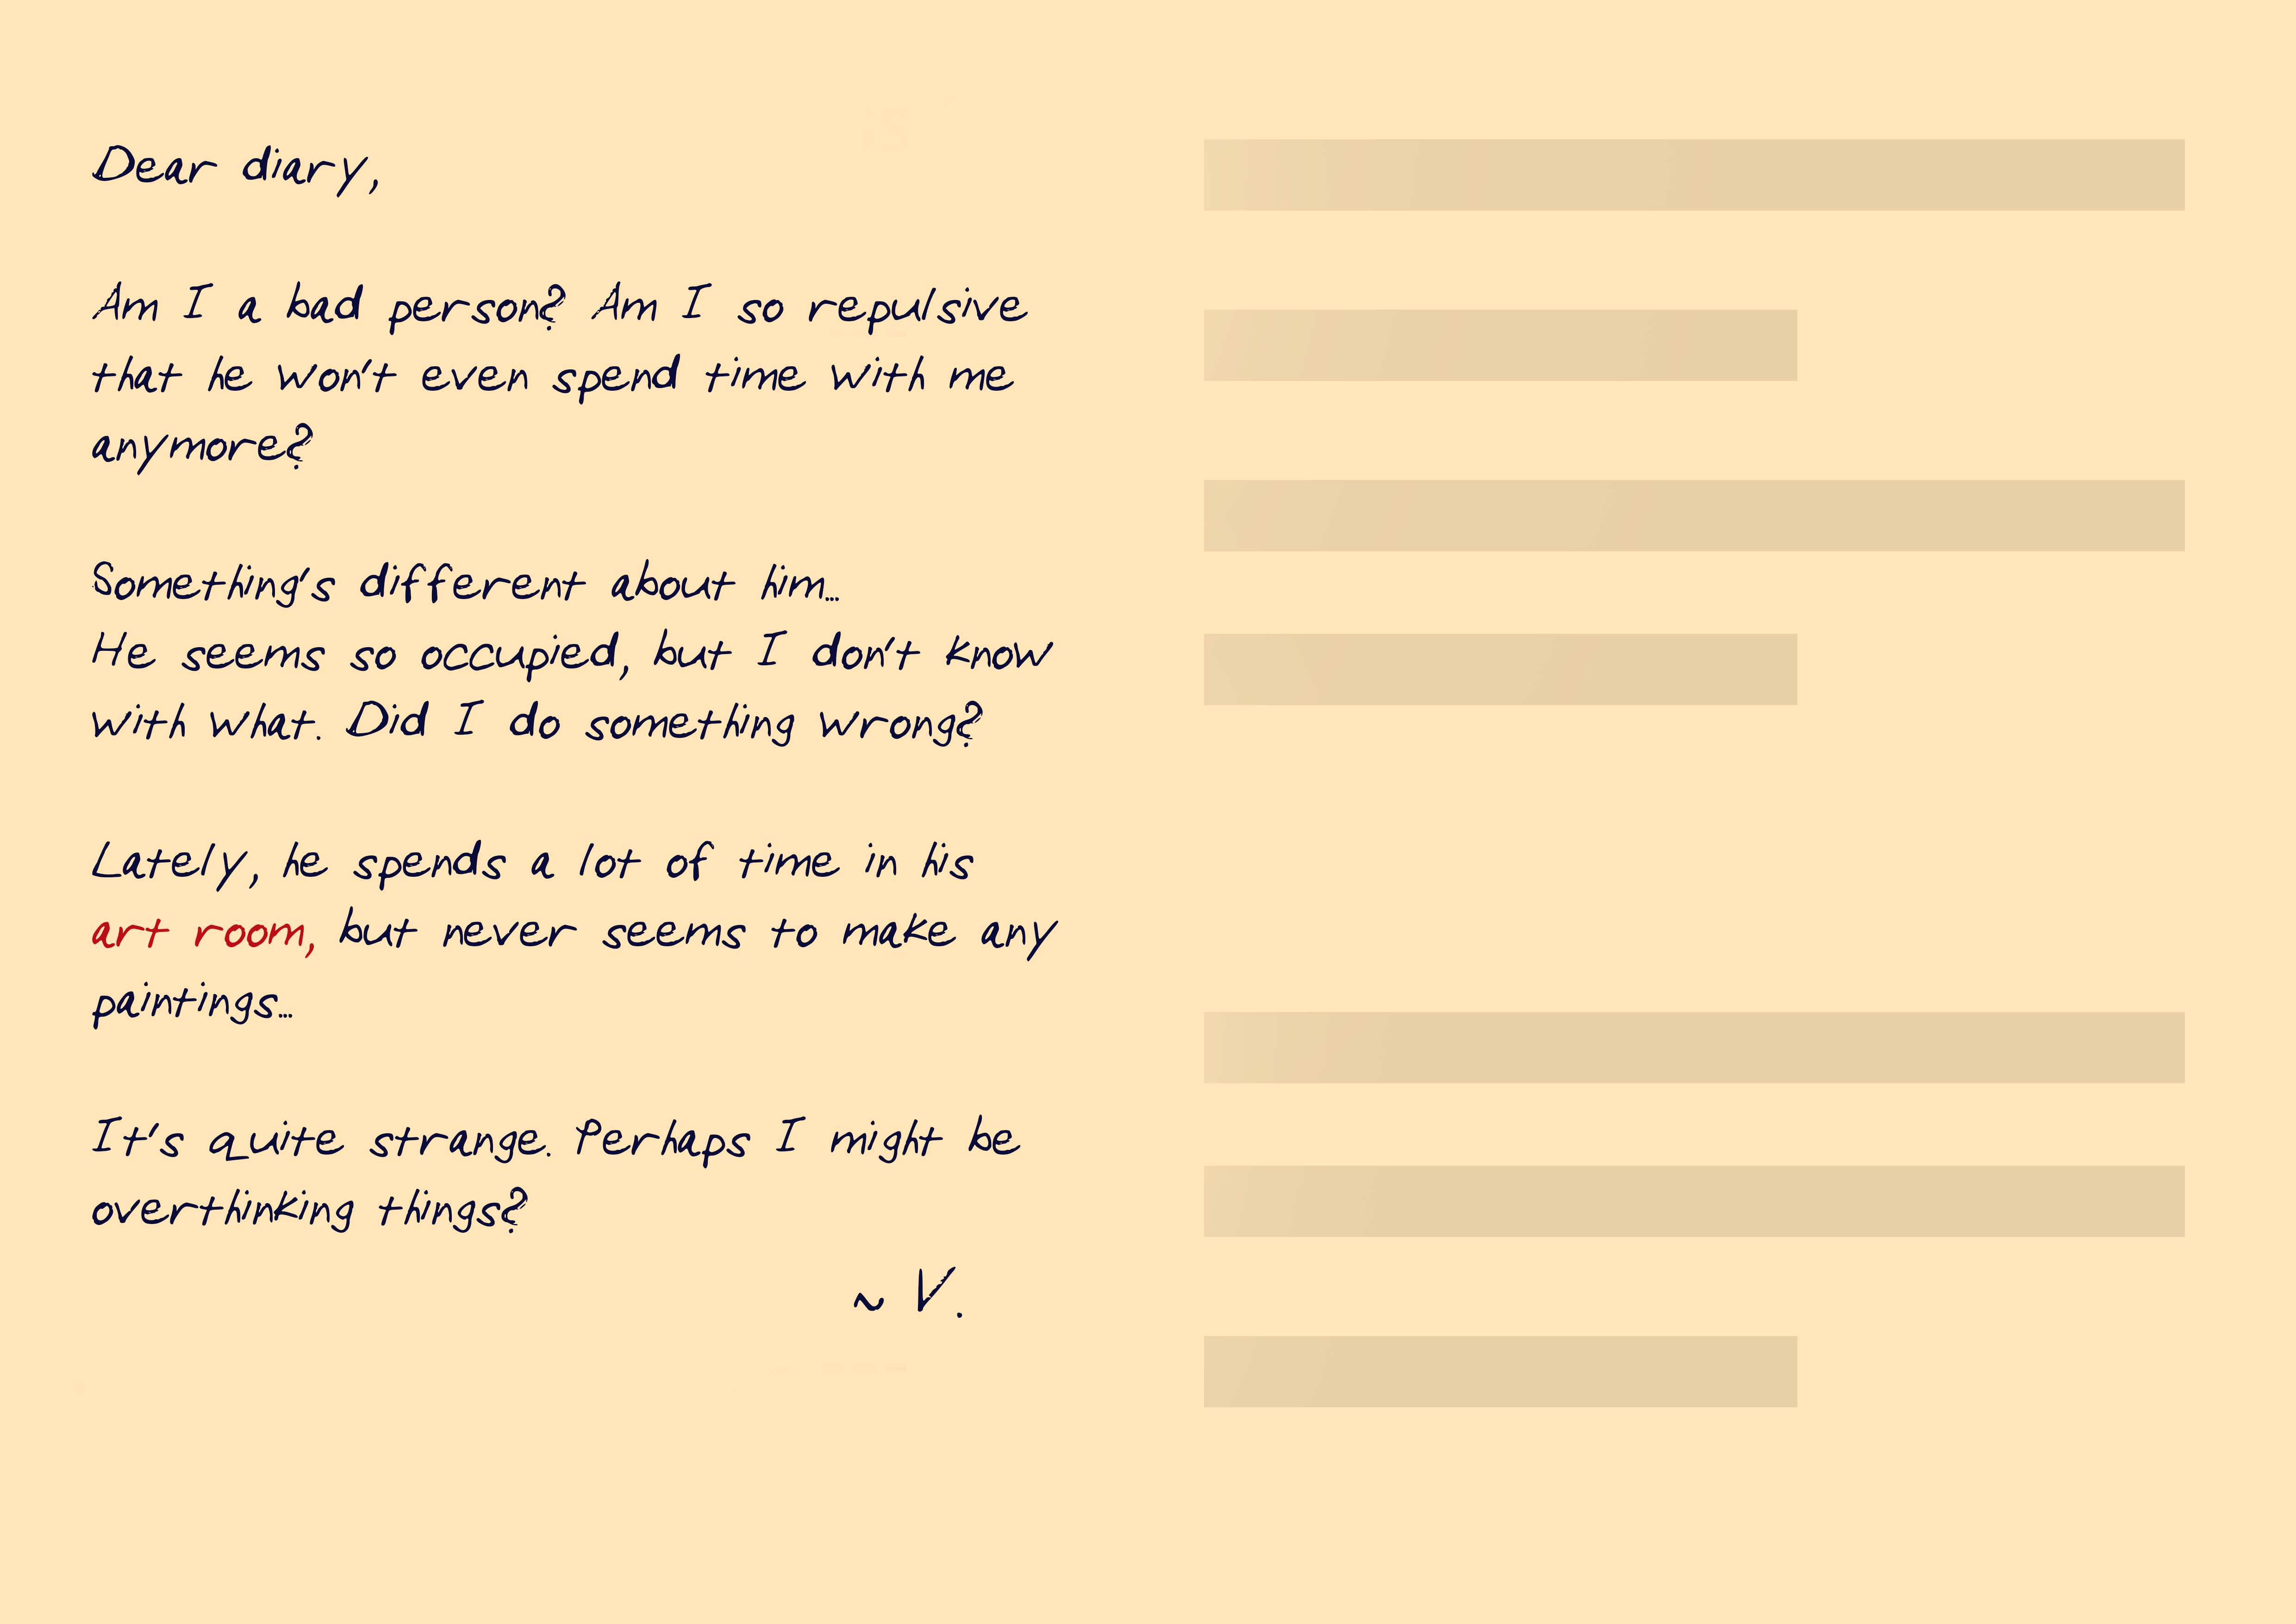 Dear diary,
Am I a bad person? Am I so repulsive
that he won't even spend time with me
anymore?
Something's different about him...
He seems so occupied, but I don't know
with what. Did I do something wrong?
Lately, he spends a lot of time in his
art room, but never seems to make any
paintings...
It's quite strange. Perhaps I might be
overthinking things?
~ V.